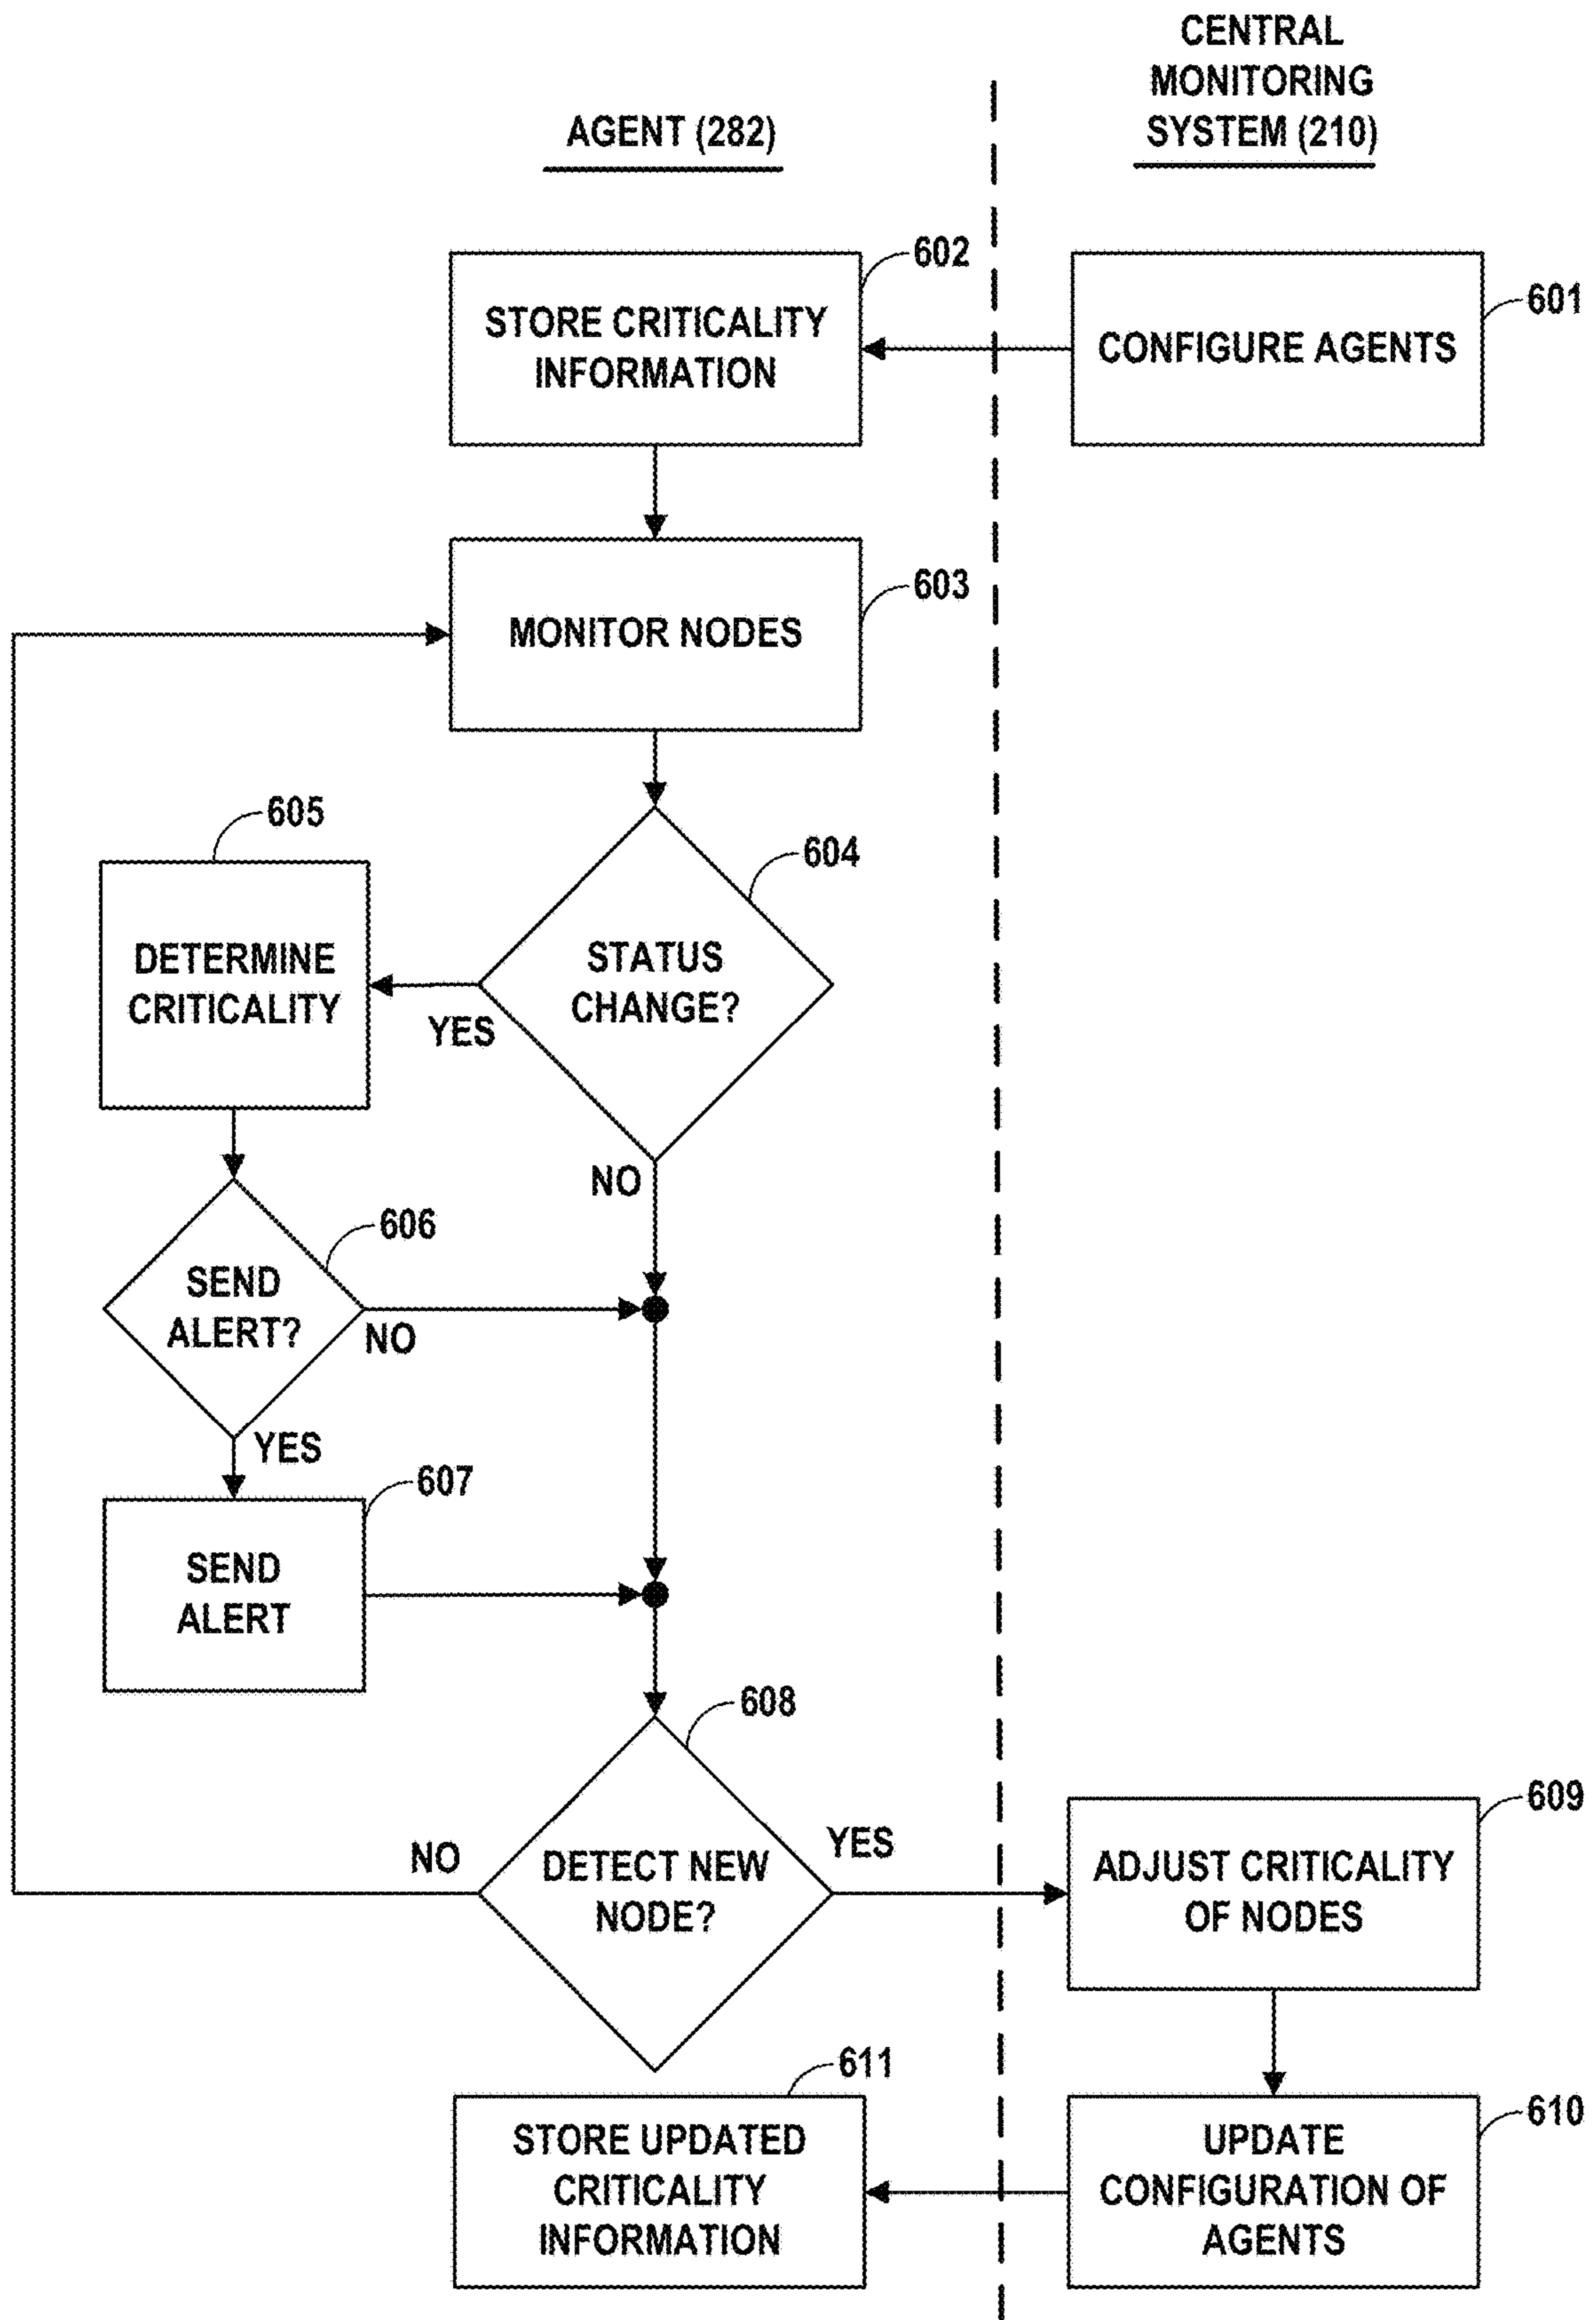 CENTRAL
MONITORING
SYSTEM (210)
AGENT (282)
602
STORE CRITICALITY
INFORMATION
601
CONFIGURE AGENTS
603
MONITOR NODES
604
STATUS
CHANGE?
YES
NO
605
DETERMINE
CRITICALITY
606
SEND
ALERT?
NO
YES
607
SEND
ALERT
608
DETECT NEW
NODE?
NO
YES
609
ADJUST CRITICALITY
OF NODES
610
UPDATE
CONFIGURATION OF
AGENTS
611
STORE UPDATED
CRITICALITY
INFORMATION